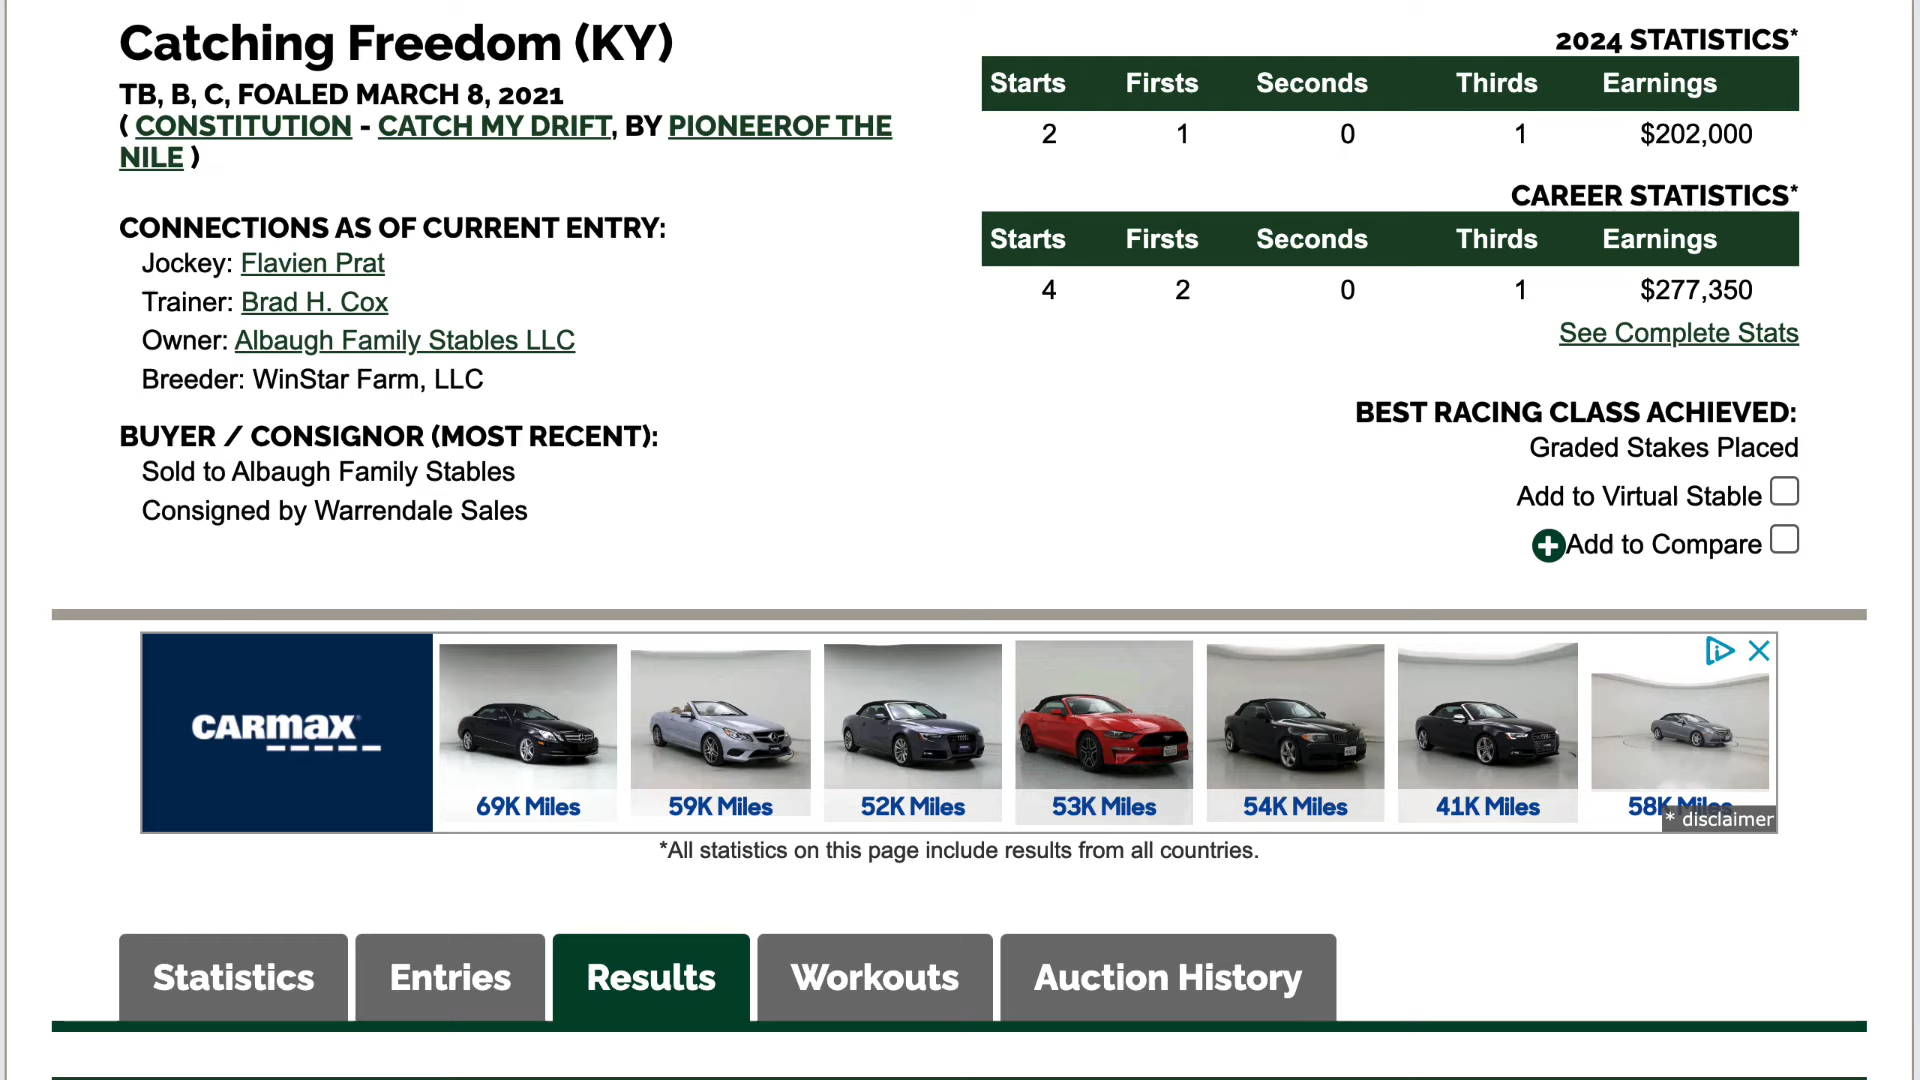 Catching Freedom (KY)
TB, B, C, FOALED MARCH 8, 2021
( CONSTITUTION - CATCH MY DRIFT, BY PIONEEROF THE
NILE )
CONNECTIONS AS OF CURRENT ENTRY:
Jockey: Flavien Prat
Trainer: Brad H. Cox
Owner: Albaugh Family Stables LLC
Breeder: WinStar Farm, LLC
BUYER / CONSIGNOR (MOST RECENT):
Sold to Albaugh Family Stables
Consigned by Warrendale Sales
2024 STATISTICS*
Starts Firsts Seconds Thirds Earnings
2 1 0 1 $202,000
CAREER STATISTICS*
Starts Firsts Seconds Thirds Earnings
4 2 0 1 $277,350
See Complete Stats
BEST RACING CLASS ACHIEVED:
Graded Stakes Placed
Add to Virtual Stable
Add to Compare
CARMAX
69K Miles 59K Miles 52K Miles 53K Miles 54K Miles 41K Miles 58K Miles
* disclaimer
*All statistics on this page include results from all countries.
Statistics Entries Results Workouts Auction History